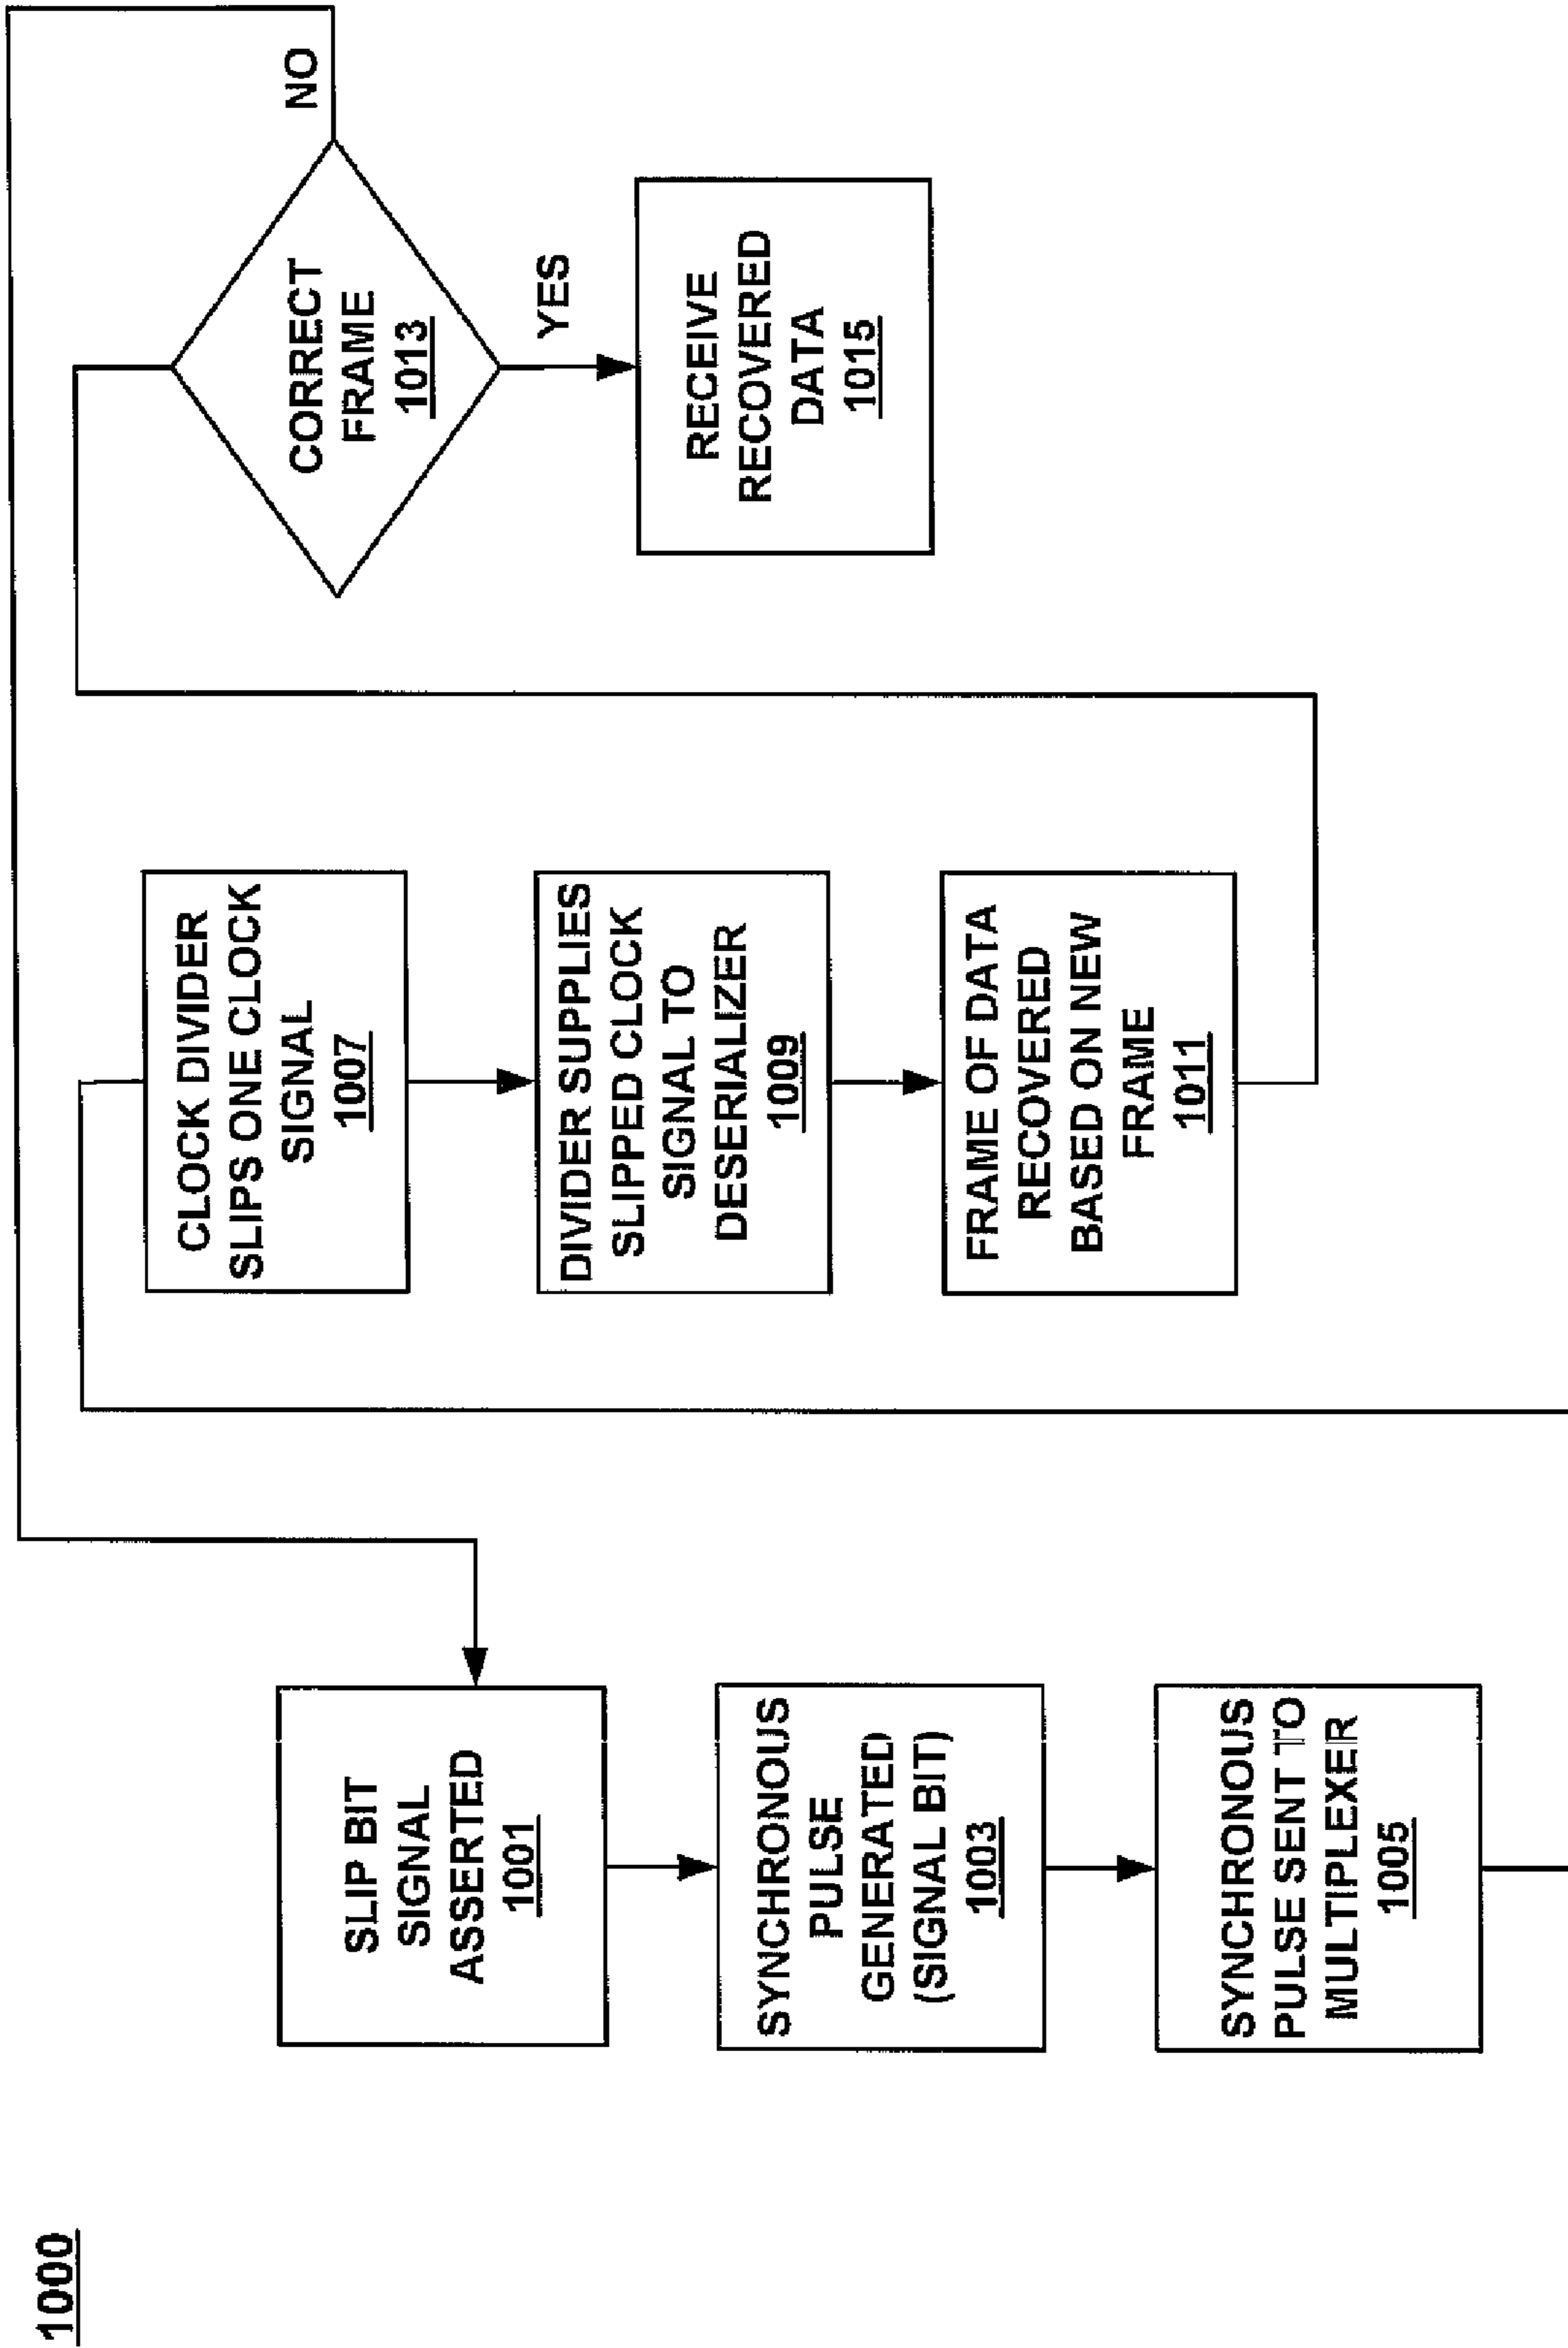 1000
SLIP BIT
SIGNAL
ASSERTED
1001
SYNCHRONOUS
PULSE
GENERATED
(SIGNAL BIT)
1003
SYNCHRONOUS
PULSE SENT TO
MULTIPLEXER
1005
CLOCK DIVIDER
SLIPS ONE CLOCK
SIGNAL
1007
DIVIDER SUPPLIES
SLIPPED CLOCK
SIGNAL TO
DESERIALIZER
1009
FRAME OF DATA
RECOVERED
BASED ON NEW
FRAME
1011
CORRECT
FRAME
1013
NO
YES
RECEIVE
RECOVERED
DATA
1015